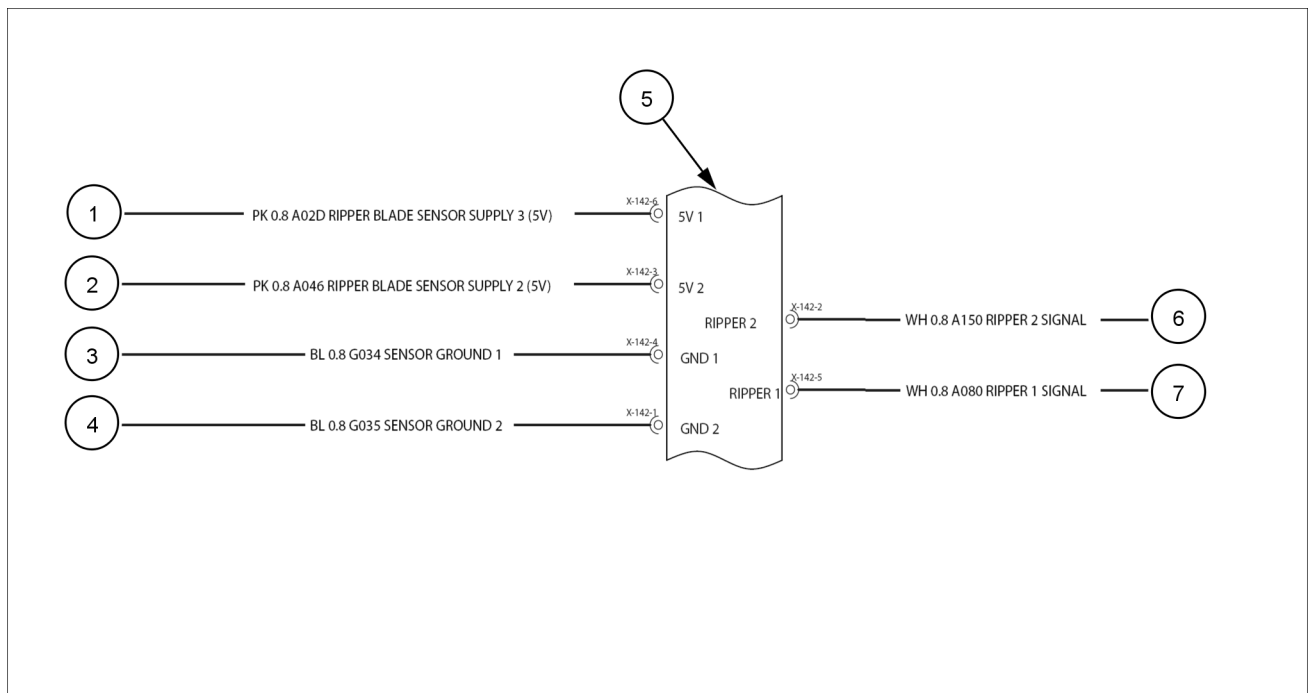 5
1
PK 0.8 A02D RIPPER BLADE SENSOR SUPPLY 3 (5V)
X-142-6
5V 1
2
PK 0.8 A046 RIPPER BLADE SENSOR SUPPLY 2 (5V)
X-142-3
5V 2
RIPPER 2
X-142-2
WH 0.8 A150 RIPPER 2 SIGNAL
6
3
BL 0.8 G034 SENSOR GROUND 1
X-142-4
GND 1
RIPPER 1
X-142-5
WH 0.8 A080 RIPPER 1 SIGNAL
7
4
BL 0.8 G035 SENSOR GROUND 2
X-142-1
GND 2